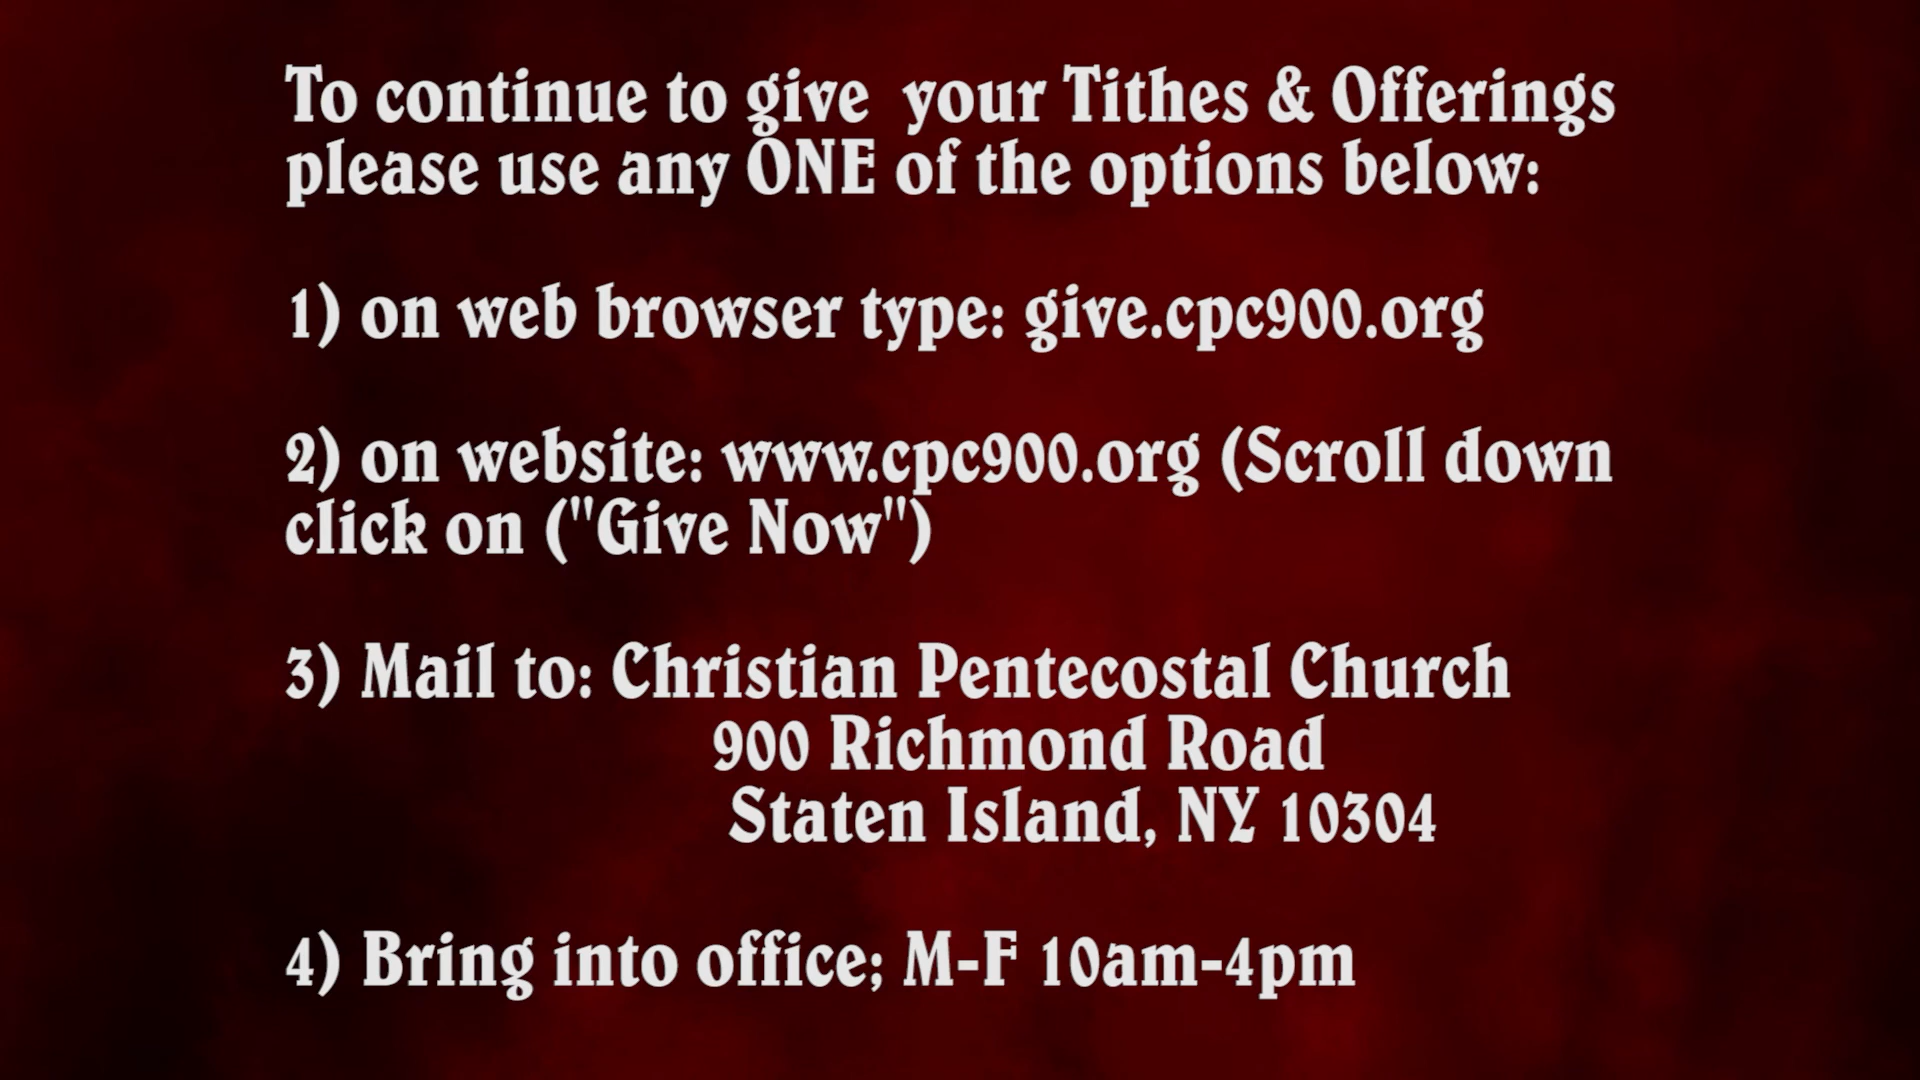 To continue to give  your Tithes & Offerings
please use any ONE of the options below:
1) on web browser type: give.cpc900.org
2) on website: www.cpc900.org (Scroll down
click on ("Give Now")
3) Mail to: Christian Pentecostal Church
900 Richmond Road
Staten Island, NY 10304
4) Bring into office; M-F 10am-4pm